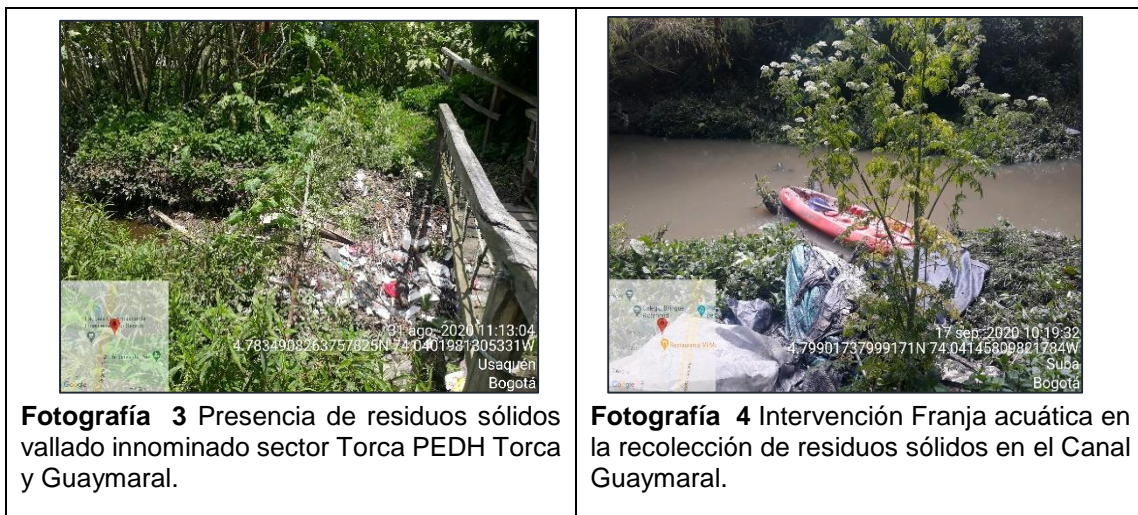 31 ago. 2020 11:13:04
4.7834908263757825N 74.0401981305331W
Usaquén
Bogotá
Google
17 sep. 2020 10:19:32
4.79901737999171N 74.04145809821784W
Suba
Bogotá
Google
Fotografía 3 Presencia de residuos sólidos
vallado innominado sector Torca PEDH Torca
y Guaymaral.
Fotografía 4 Intervención Franja acuática en
la recolección de residuos sólidos en el Canal
Guaymaral.